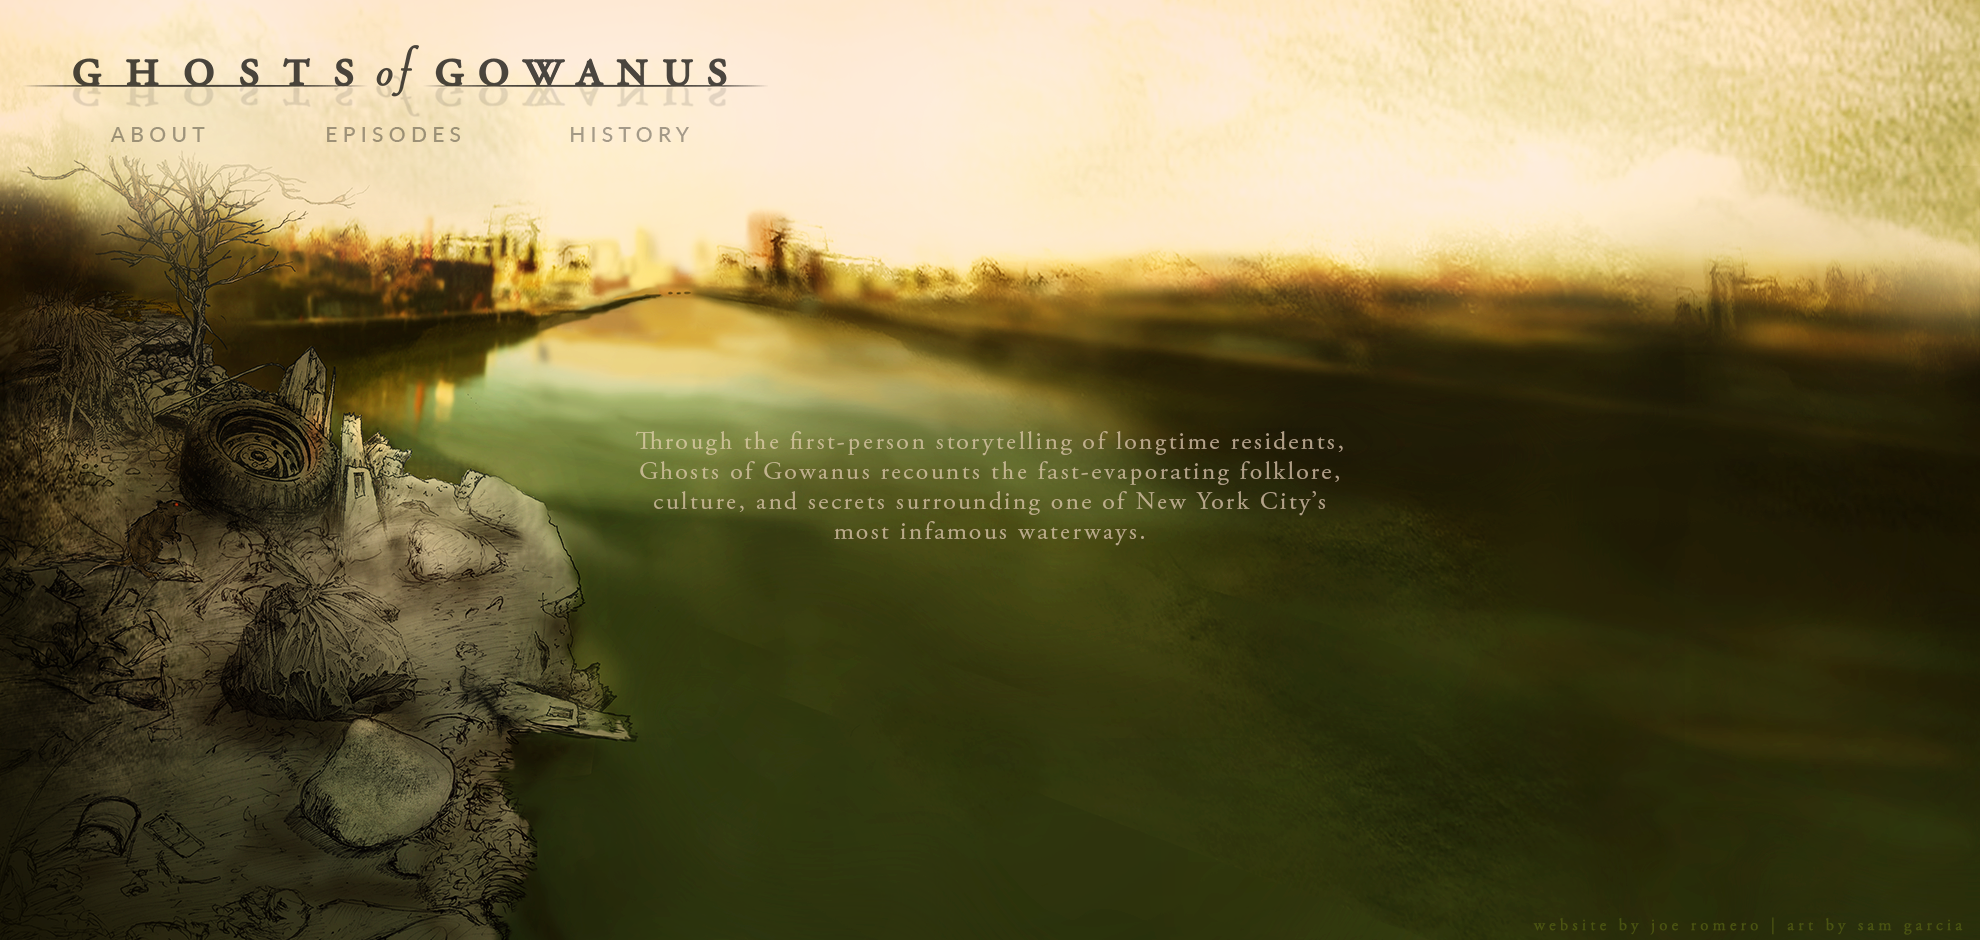 GHOSTS of GOWANUS
ABOUT EPISODES HISTORY
Through the first-person storytelling of longtime residents,
Ghosts of Gowanus recounts the fast-evaporating folklore,
culture, and secrets surrounding one of New York City’s
most infamous waterways.
website by joe romero | art by sam garcia